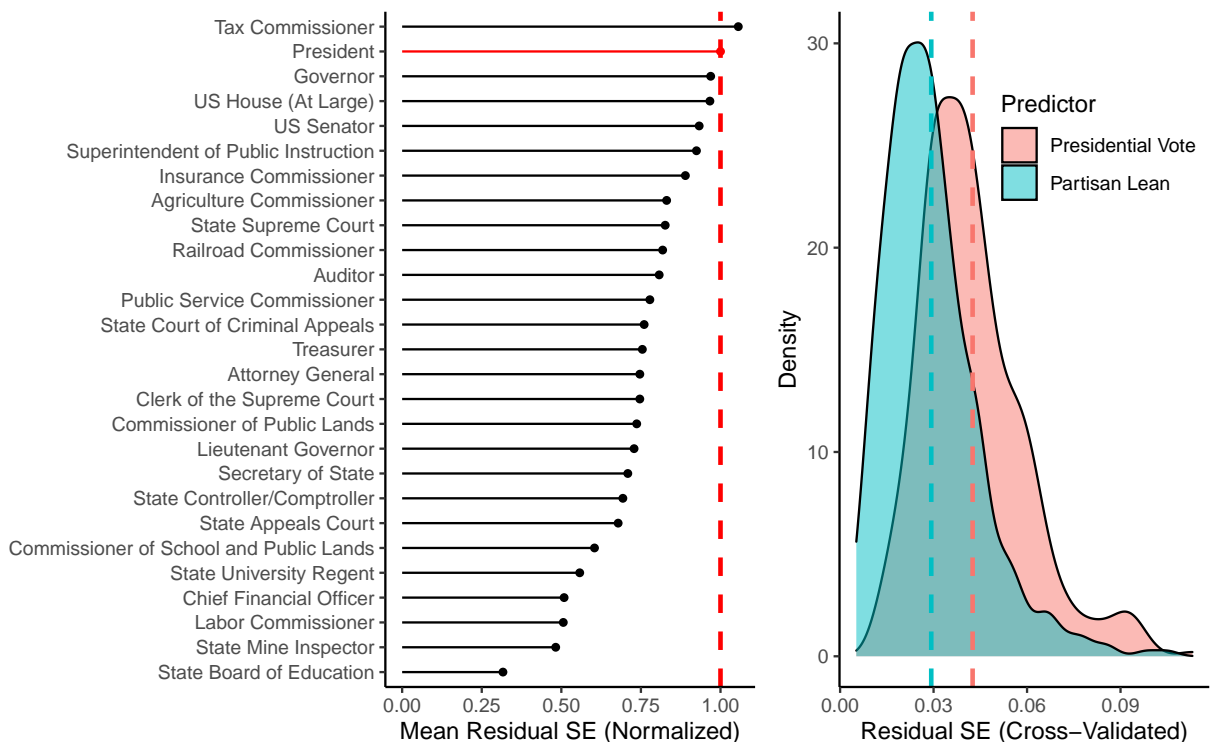 Tax Commissioner
President
Governor
US House (At Large)
US Senator
Superintendent of Public Instruction
Insurance Commissioner
Agriculture Commissioner
State Supreme Court
Railroad Commissioner
Auditor
Public Service Commissioner
State Court of Criminal Appeals
Treasurer
Attorney General
Clerk of the Supreme Court
Commissioner of Public Lands
Lieutenant Governor
Secretary of State
State Controller/Comptroller
State Appeals Court
Commissioner of School and Public Lands
State University Regent
Chief Financial Officer
Labor Commissioner
State Mine Inspector
State Board of Education
0.00 0.25 0.50 0.75 1.00
Mean Residual SE (Normalized)
Density
30
20
10
0
Predictor
Presidential Vote
Partisan Lean
0.00 0.03 0.06 0.09
Residual SE (Cross−Validated)